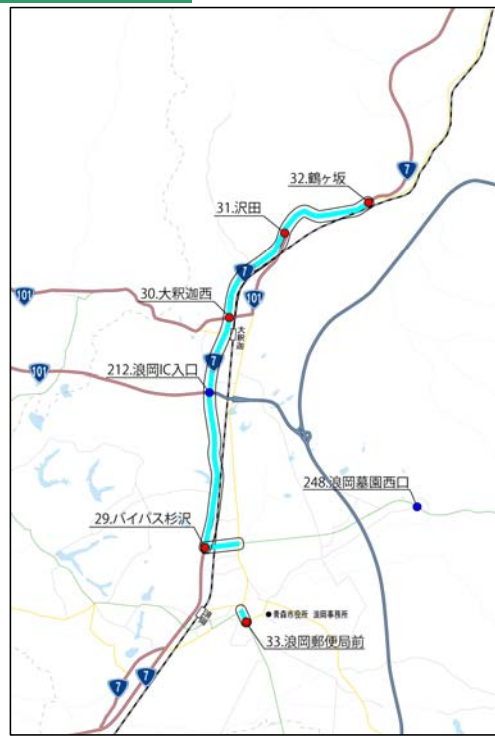 32.鶴ヶ坂
7
31.沢田
7
30.大釈迦西
101
101
大釈迦
7
212.浪岡IC入口
101
248.浪岡墓園西口
29.バイパス杉沢
浪岡
●青森市役所 浪岡事務所
33.浪岡郵便局前
7
7